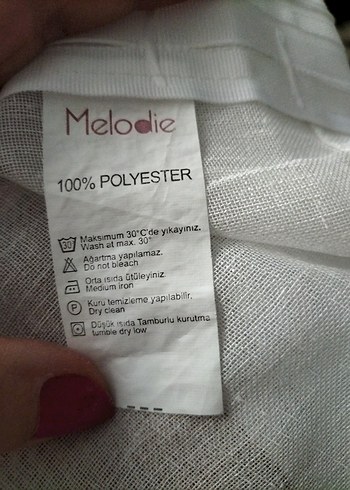 Melodie
100% POLYESTER
30 Maksimum 30°C'de yıkayınız.
Wash at max. 30°
Ağartma yapılamaz.
Do not bleach
Orta ısıda ütüleyiniz.
Medium iron
P Kuru temizleme yapılabilir.
Dry clean
Düşük ısıda Tamburlu kurutma
tumble dry low